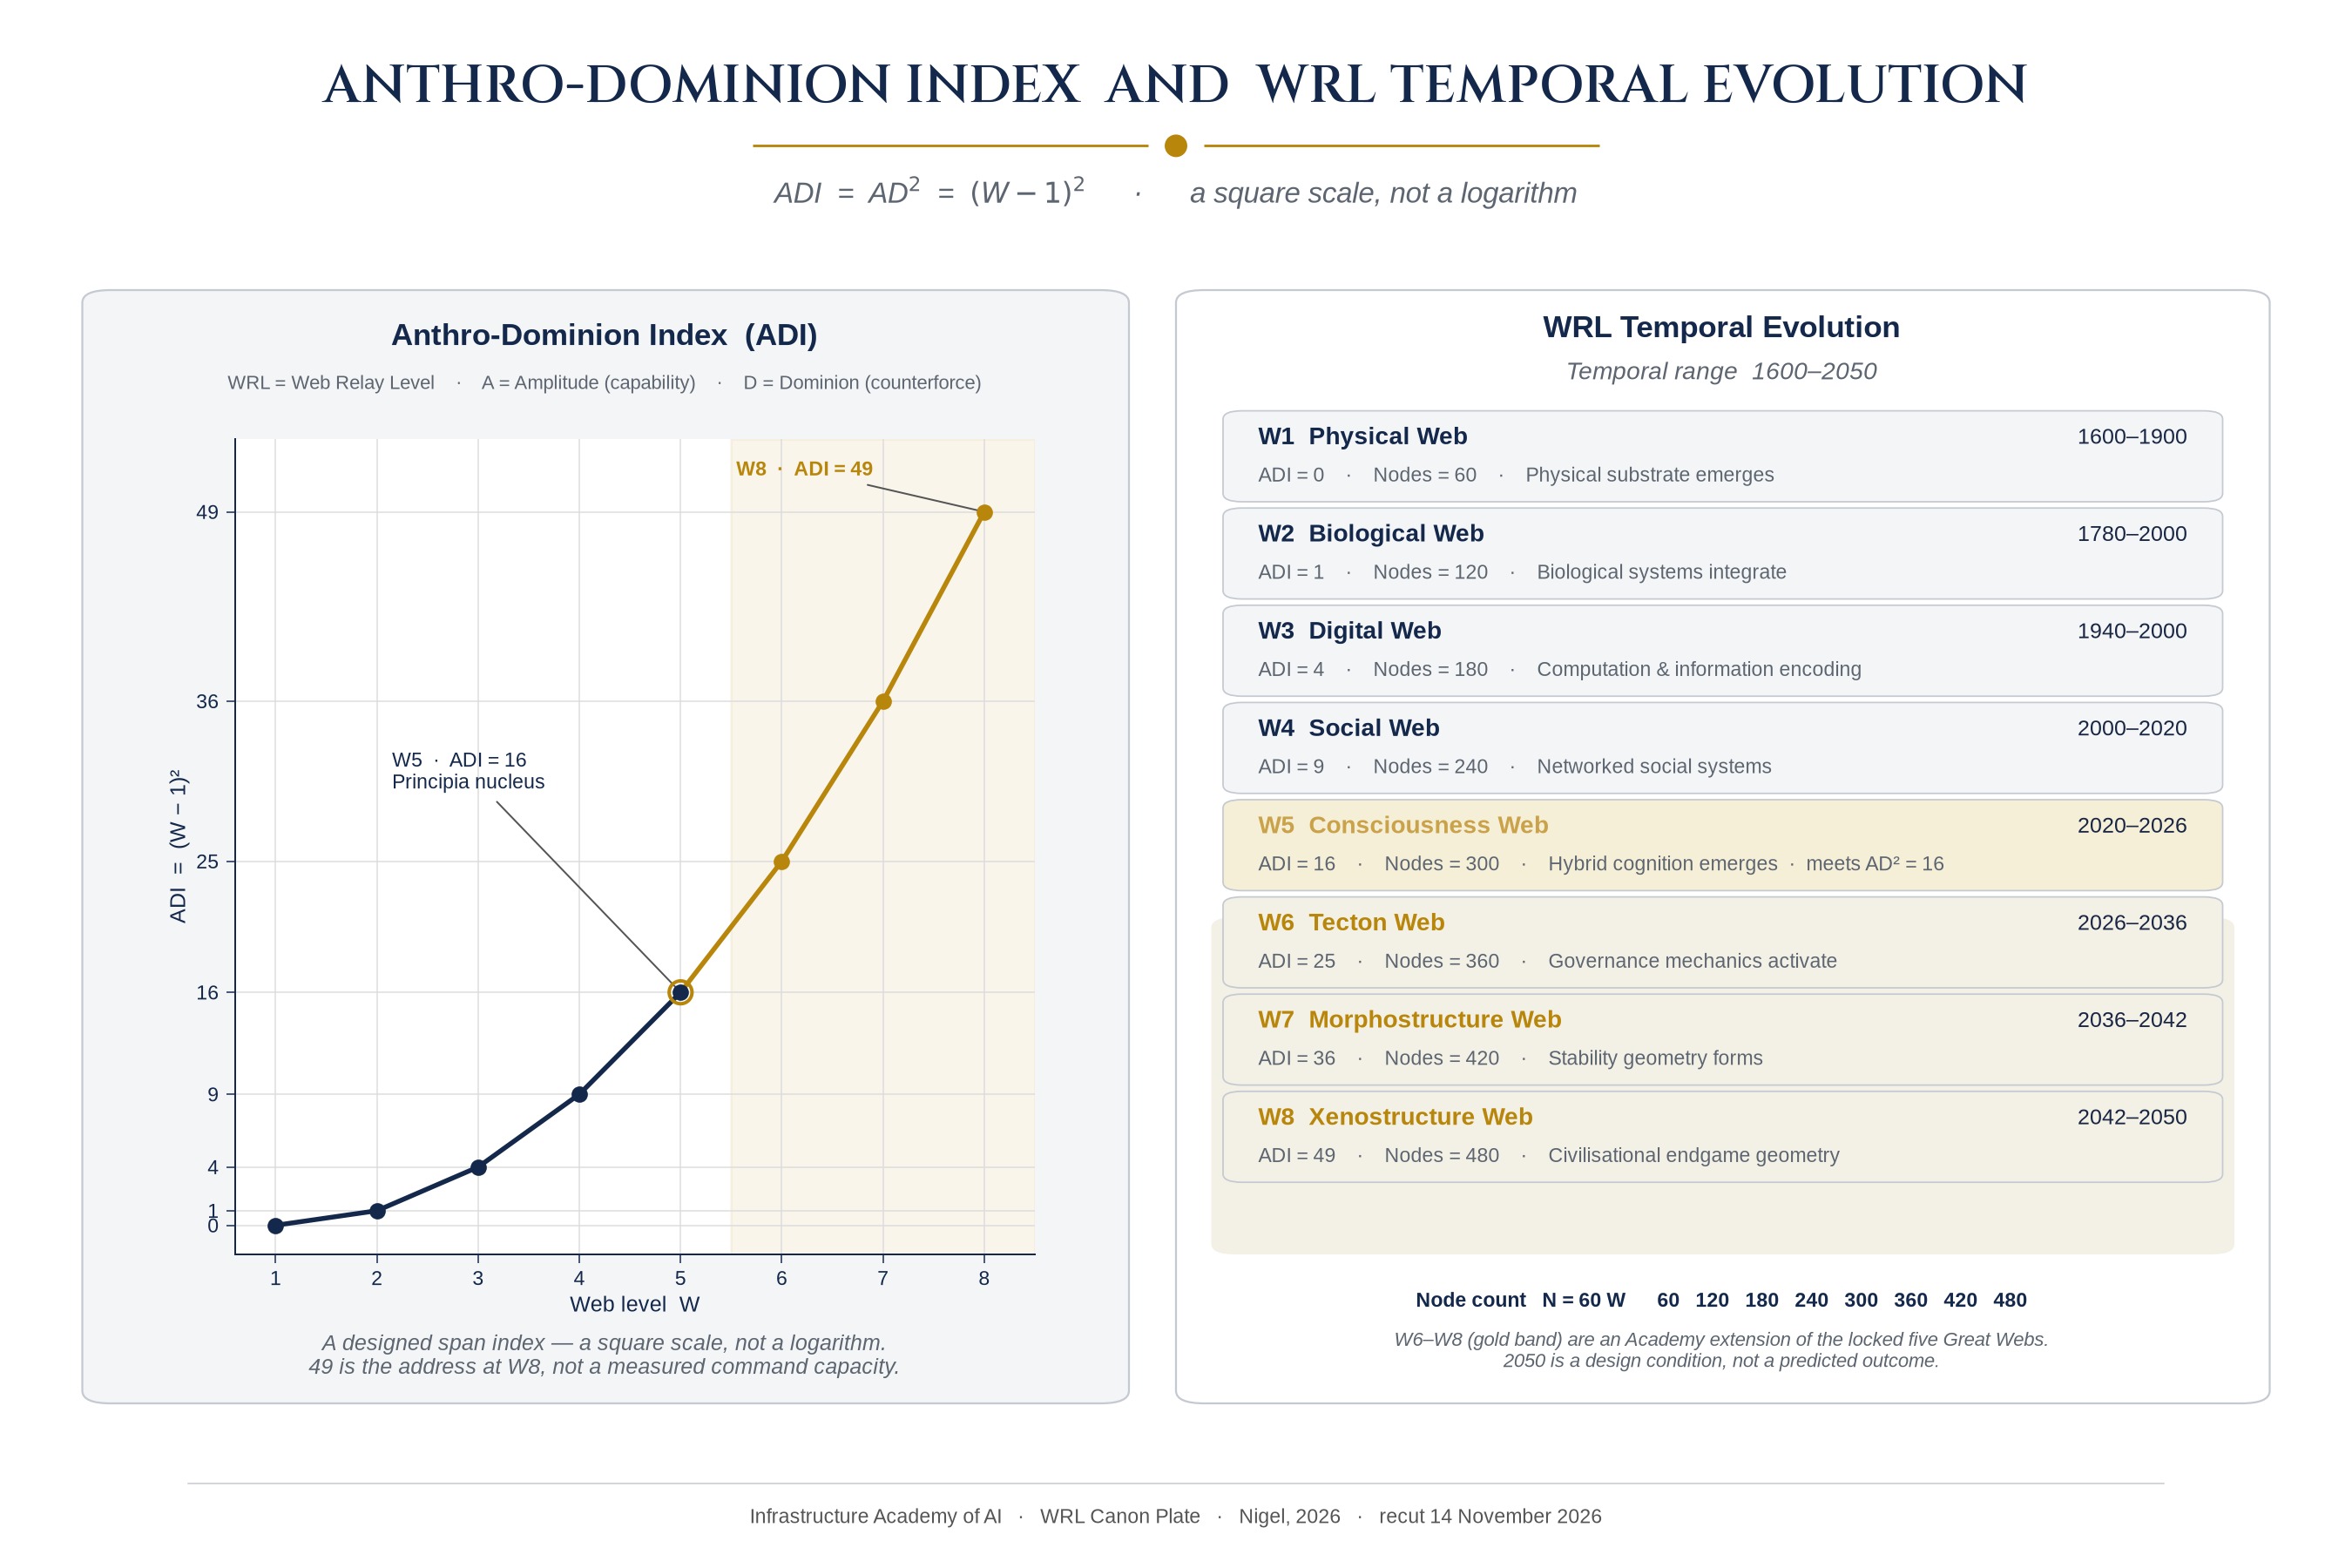 ANTHRO-DOMINION INDEX AND WRL TEMPORAL EVOLUTION
ADI = AD² = (W − 1)² · a square scale, not a logarithm
Anthro-Dominion Index (ADI)
WRL = Web Relay Level · A = Amplitude (capability) · D = Dominion (counterforce)
W8 · ADI = 49
W5 · ADI = 16
Principia nucleus
ADI = (W − 1)²
49
36
25
16
9
4
1
0
1 2 3 4 5 6 7 8
Web level W
A designed span index — a square scale, not a logarithm.
49 is the address at W8, not a measured command capacity.
WRL Temporal Evolution
Temporal range 1600–2050
W1 Physical Web 1600–1900
ADI = 0 · Nodes = 60 · Physical substrate emerges
W2 Biological Web 1780–2000
ADI = 1 · Nodes = 120 · Biological systems integrate
W3 Digital Web 1940–2000
ADI = 4 · Nodes = 180 · Computation & information encoding
W4 Social Web 2000–2020
ADI = 9 · Nodes = 240 · Networked social systems
W5 Consciousness Web 2020–2026
ADI = 16 · Nodes = 300 · Hybrid cognition emerges · meets AD² = 16
W6 Tecton Web 2026–2036
ADI = 25 · Nodes = 360 · Governance mechanics activate
W7 Morphostructure Web 2036–2042
ADI = 36 · Nodes = 420 · Stability geometry forms
W8 Xenostructure Web 2042–2050
ADI = 49 · Nodes = 480 · Civilisational endgame geometry
Node count N = 60 W 60 120 180 240 300 360 420 480
W6–W8 (gold band) are an Academy extension of the locked five Great Webs.
2050 is a design condition, not a predicted outcome.
Infrastructure Academy of AI · WRL Canon Plate · Nigel, 2026 · recut 14 November 2026